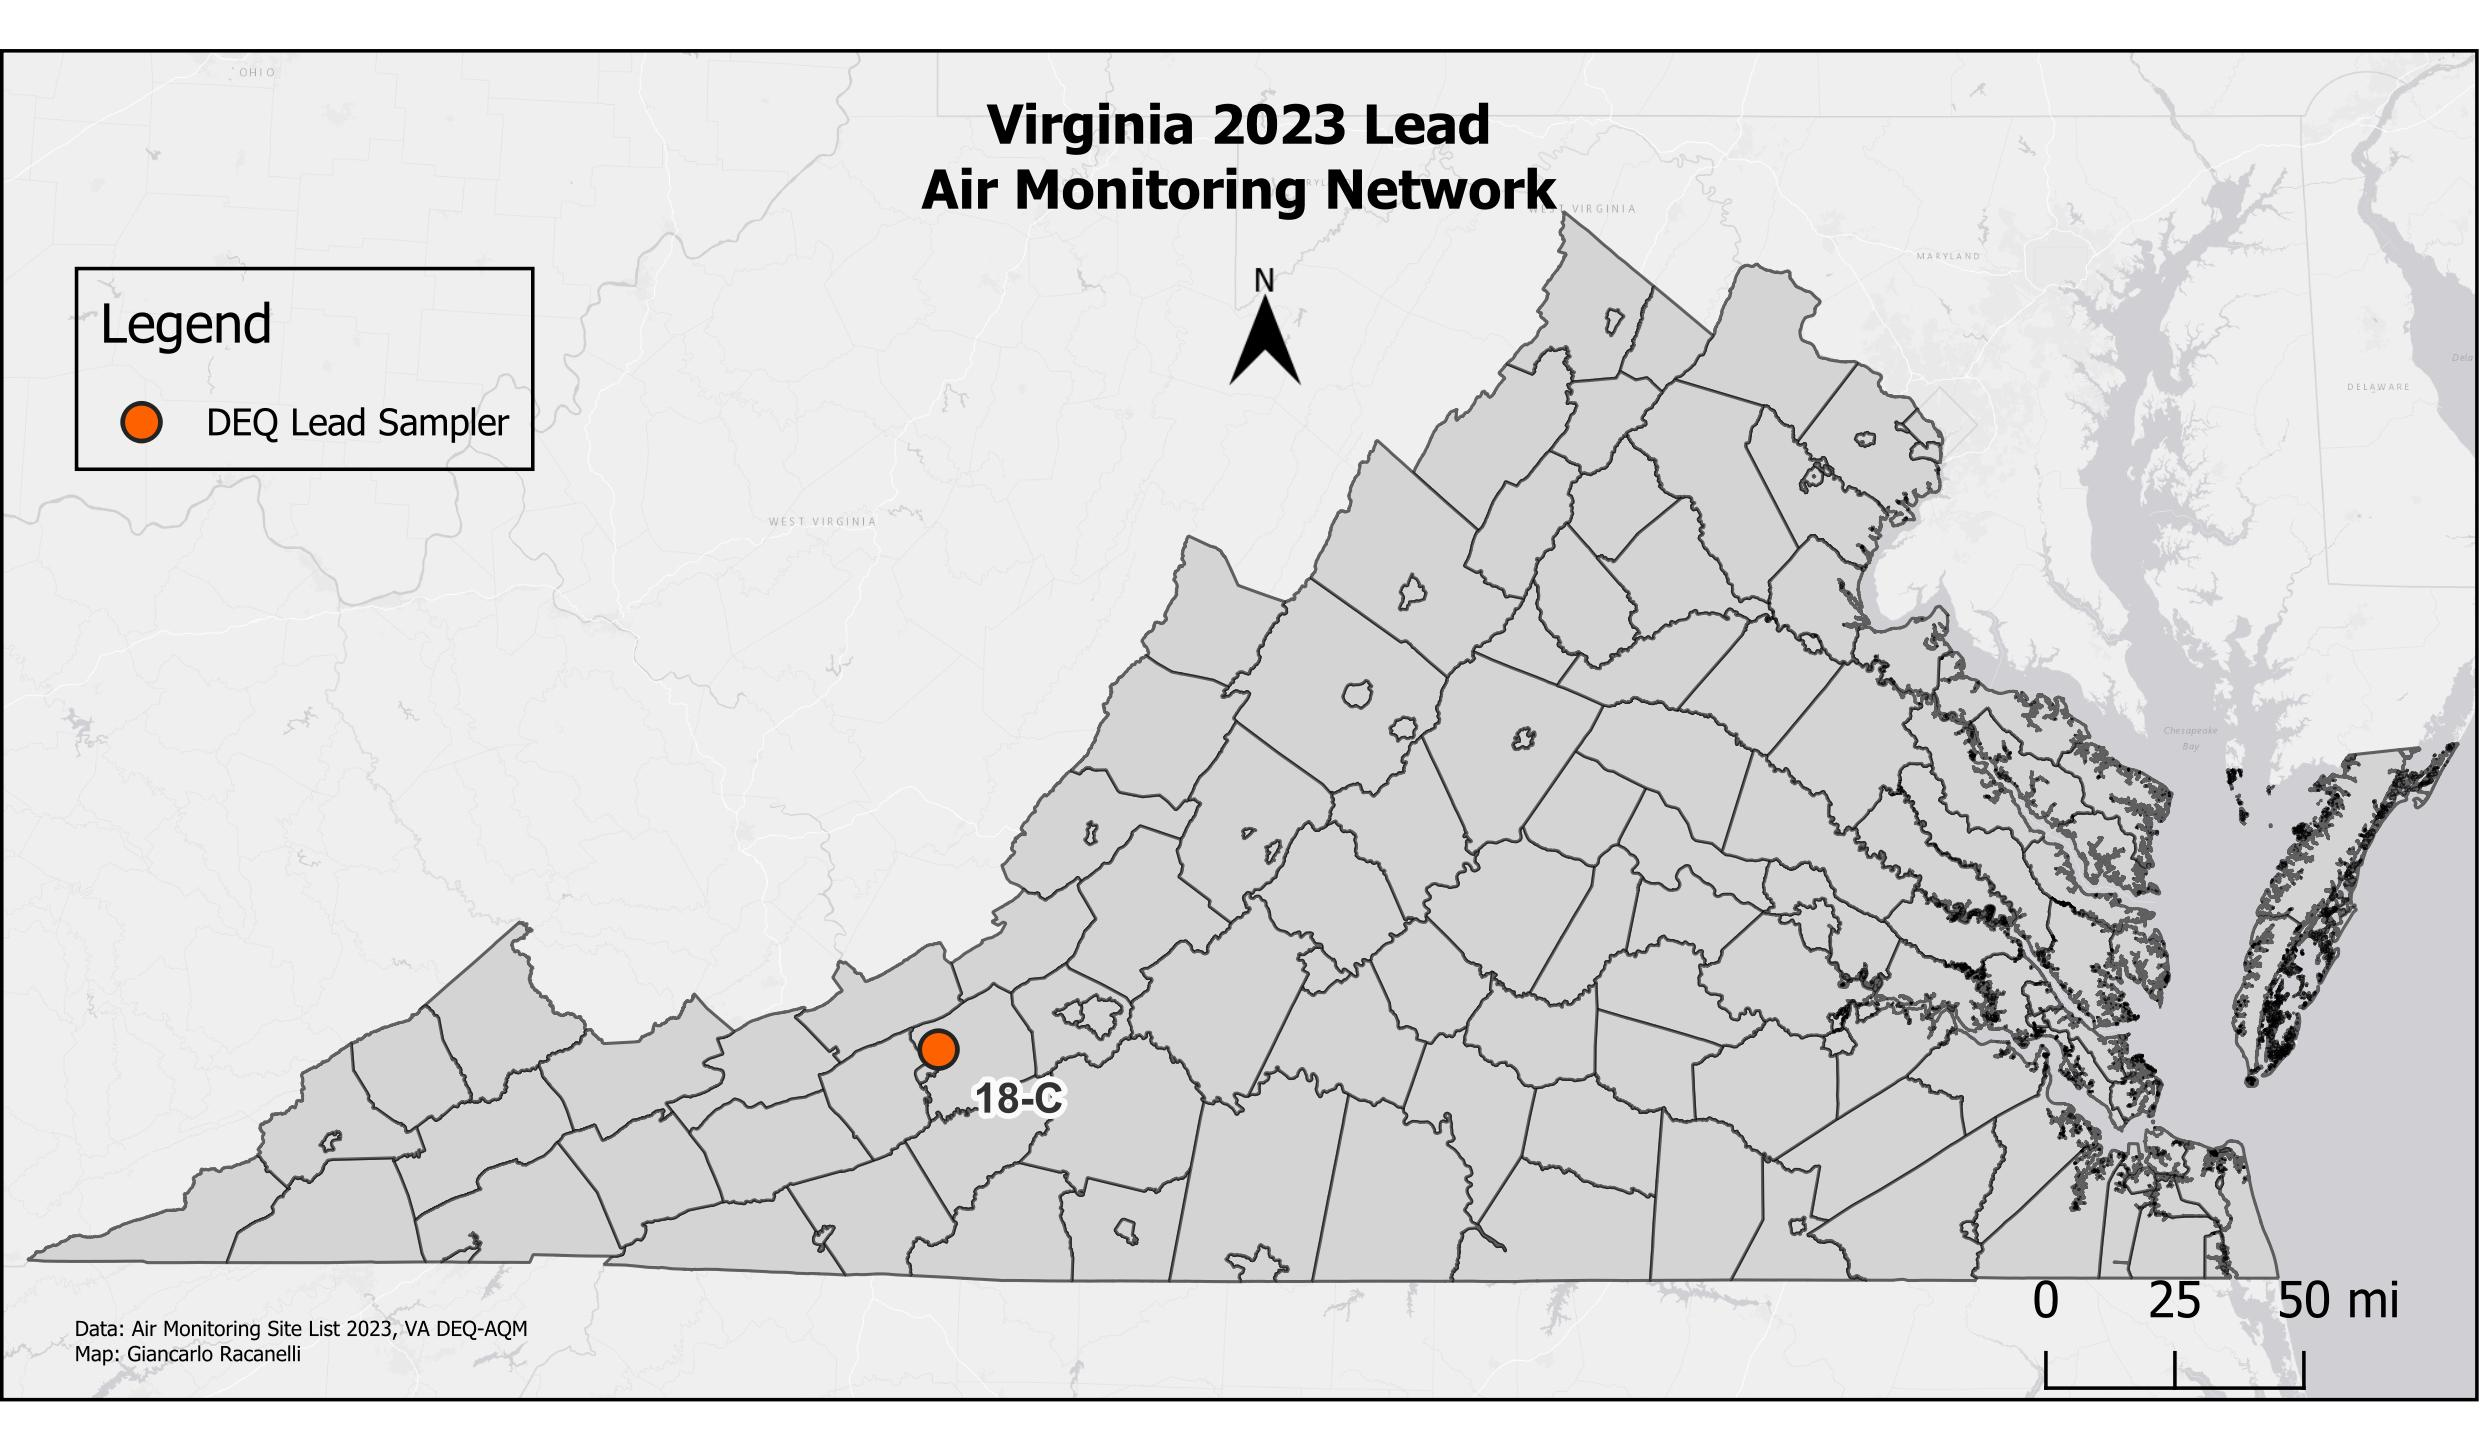 OHIO
Virginia 2023 Lead
Air Monitoring Network
WEST VIRGINIA
MARYLAND
N
Legend
DEQ Lead Sampler
DELAWARE
WEST VIRGINIA
Chesapeake
Bay
18-C
0 25 50 mi
Data: Air Monitoring Site List 2023, VA DEQ-AQM
Map: Giancarlo Racanelli